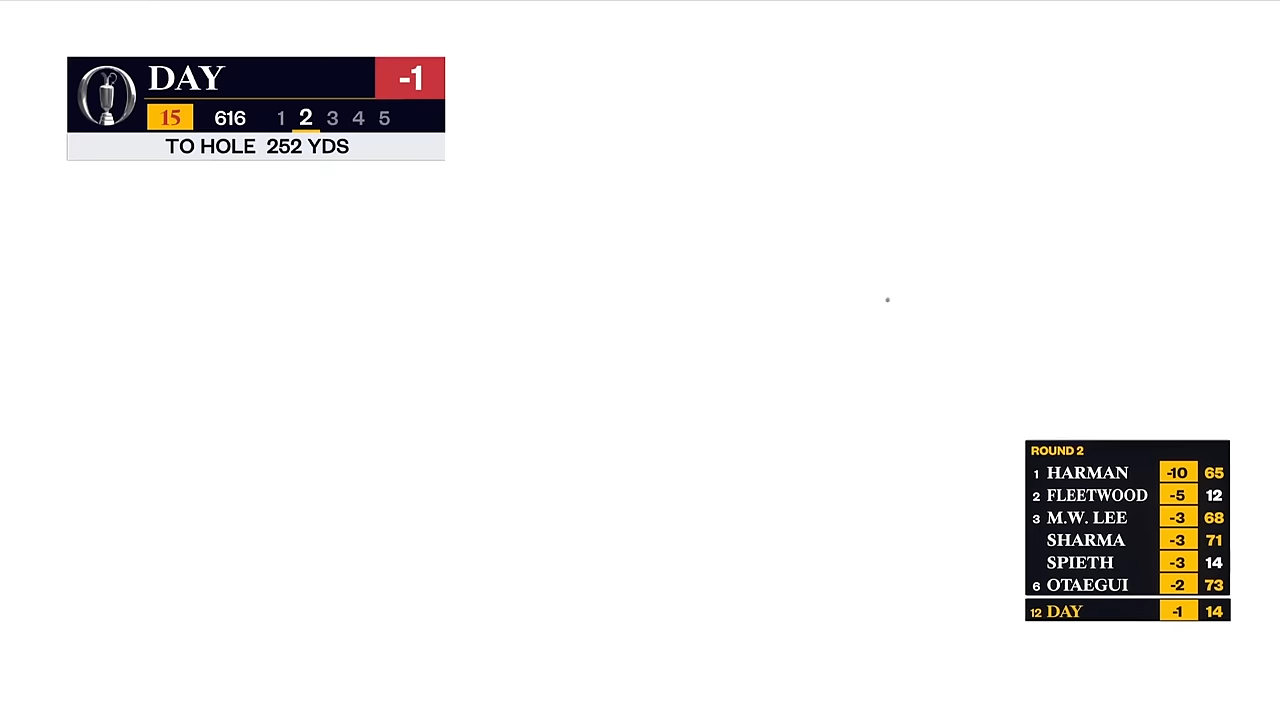 DAY -1
15 616 1 2 3 4 5
TO HOLE 252 YDS
ROUND 2
1 HARMAN -10 65
2 FLEETWOOD -5 12
3 M.W. LEE -3 68
SHARMA -3 71
SPIETH -3 14
6 OTAEGUI -2 73
12 DAY -1 14